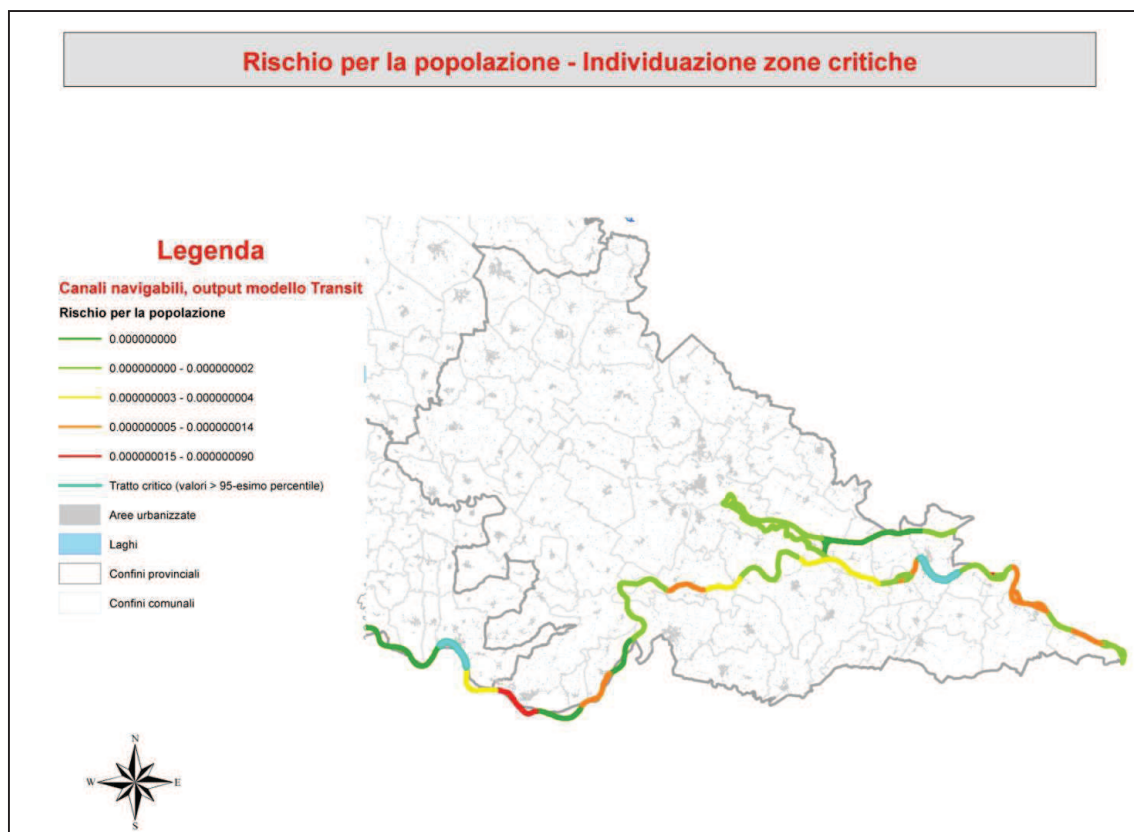 Rischio per la popolazione - Individuazione zone critiche
Legenda
Canali navigabili, output modello Transit
Rischio per la popolazione
0.000000000
0.000000000 - 0.000000002
0.000000003 - 0.000000004
0.000000005 - 0.000000014
0.000000015 - 0.000000090
Tratto critico (valori > 95-esimo percentile)
Aree urbanizzate
Laghi
Confini provinciali
Confini comunali
N
W
E
S